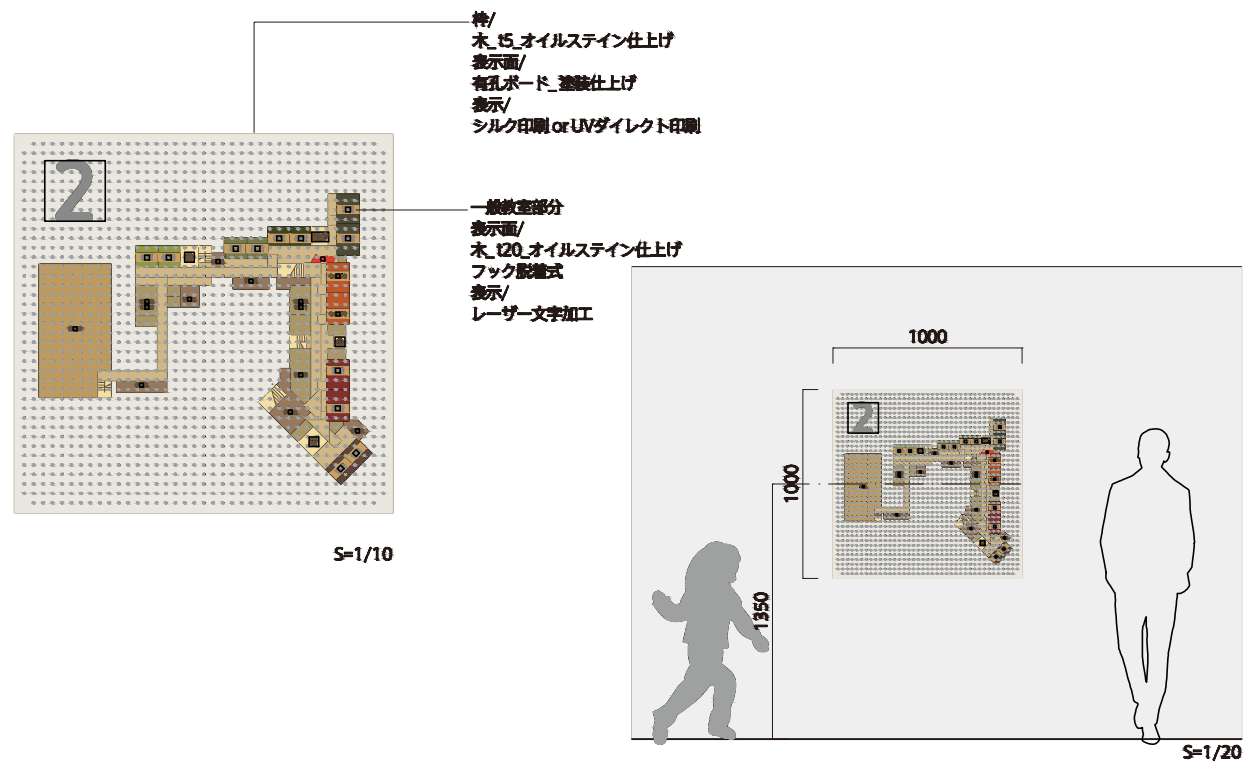 枠/
木_t5_オイルステイン仕上げ
表示面/
有孔ボード_塗装仕上げ
表示/
シルク印刷 or UVダイレクト印刷
2
一般教室部分
表示面/
木_t20_オイルステイン仕上げ
フック脱着式
表示/
レーザー文字加工
S=1/10
1000
2
1000
1350
S=1/20